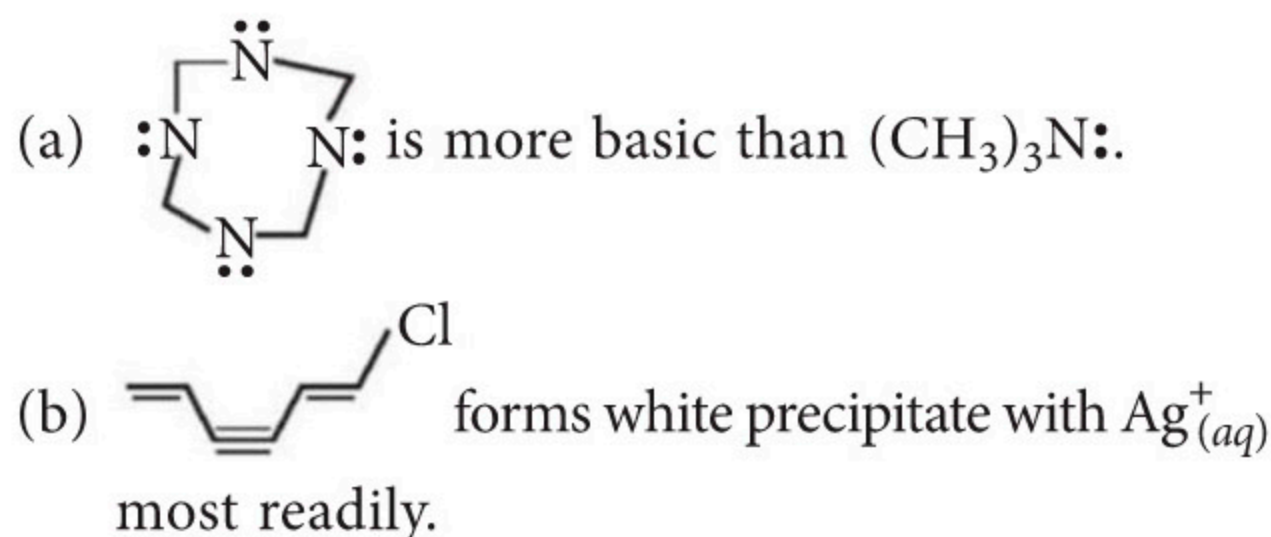 N̈
(a) :N N: is more basic than (CH₃)₃N:.
N̤
Cl
(b) forms white precipitate with Ag⁺₍aq₎
most readily.